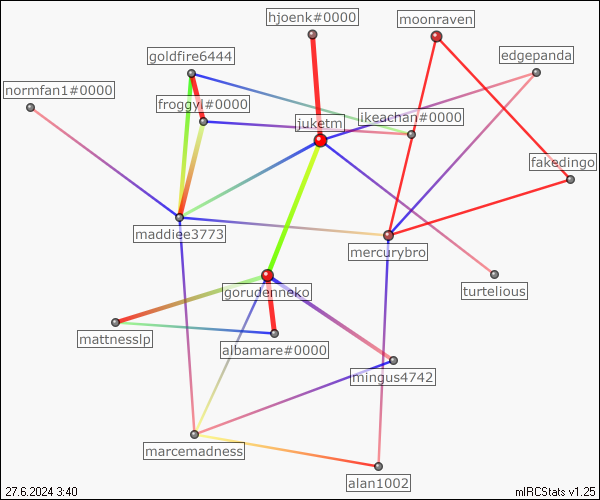 hjoenk#0000
moonraven
goldfire6444
edgepanda
normfan1#0000
froggyl#0000
juketm
ikeachan#0000
fakedingo
maddiee3773
mercurybro
gorudenneko
turtelious
mattnesslp
albamare#0000
mingus4742
marcemadness
alan1002
27.6.2024 3:40
mIRCStats v1.25